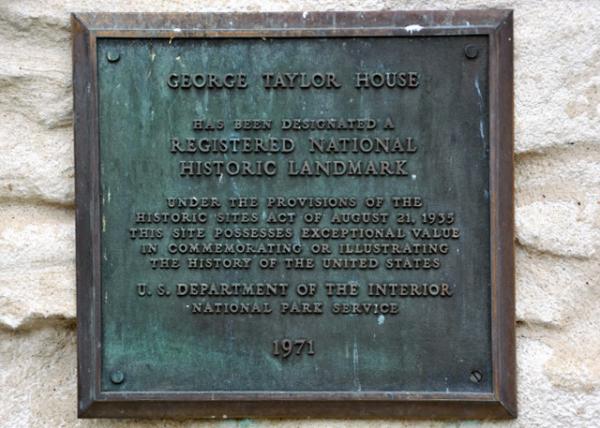 GEORGE TAYLOR HOUSE
HAS BEEN DESIGNATED A
REGISTERED NATIONAL
HISTORIC LANDMARK
UNDER THE PROVISIONS OF THE
HISTORIC SITES ACT OF AUGUST 21, 1935
THIS SITE POSSESSES EXCEPTIONAL VALUE
IN COMMEMORATING OR ILLUSTRATING
THE HISTORY OF THE UNITED STATES
U. S. DEPARTMENT OF THE INTERIOR
NATIONAL PARK SERVICE
1971